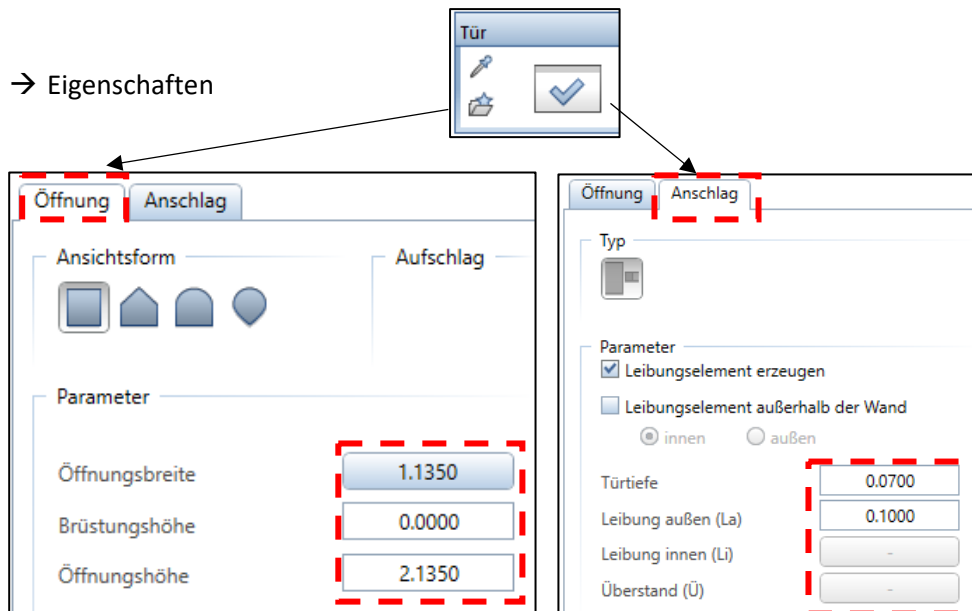 Tür
→ Eigenschaften
Öffnung Anschlag
Ansichtsform Aufschlag
Parameter
Öffnungsbreite 1.1350
Brüstungshöhe 0.0000
Öffnungshöhe 2.1350
Öffnung Anschlag
Typ
Parameter
Leibungselement erzeugen
Leibungselement außerhalb der Wand
innen außen
Türtiefe 0.0700
Leibung außen (La) 0.1000
Leibung innen (Li) -
Überstand (Ü) -